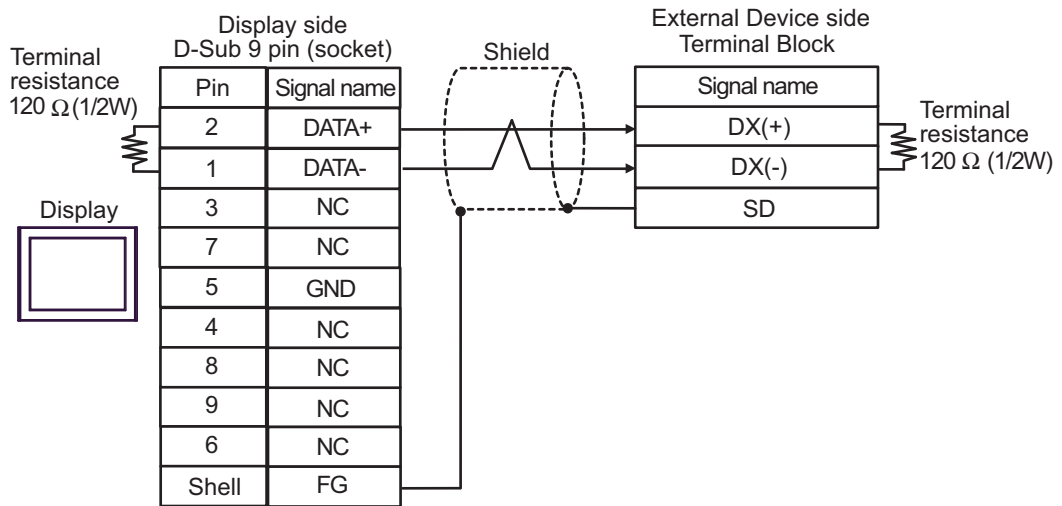 Display side
D-Sub 9 pin (socket)
Terminal
resistance
120 Ω (1/2W)
Display
Pin Signal name
2 DATA+
1 DATA-
3 NC
7 NC
5 GND
4 NC
8 NC
9 NC
6 NC
Shell FG
Shield
External Device side
Terminal Block
Signal name
DX(+)
DX(-)
SD
Terminal
resistance
120 Ω (1/2W)